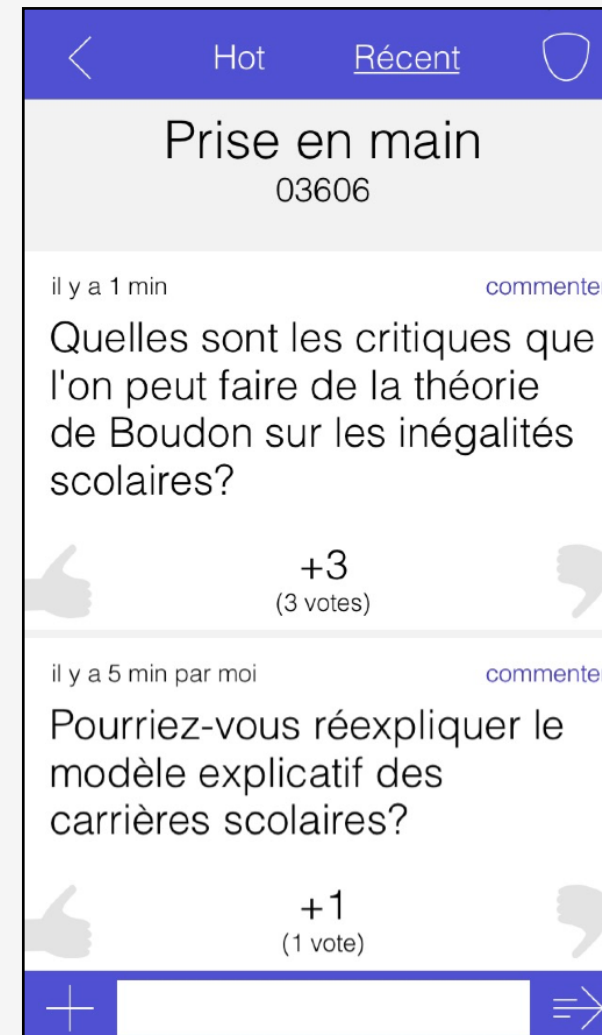 Hot Récent
Prise en main
03606
il y a 1 min commente
Quelles sont les critiques que
l'on peut faire de la théorie
de Boudon sur les inégalités
scolaires?
+3
(3 votes)
il y a 5 min par moi commente
Pourriez-vous réexpliquer le
modèle explicatif des
carrières scolaires?
+1
(1 vote)